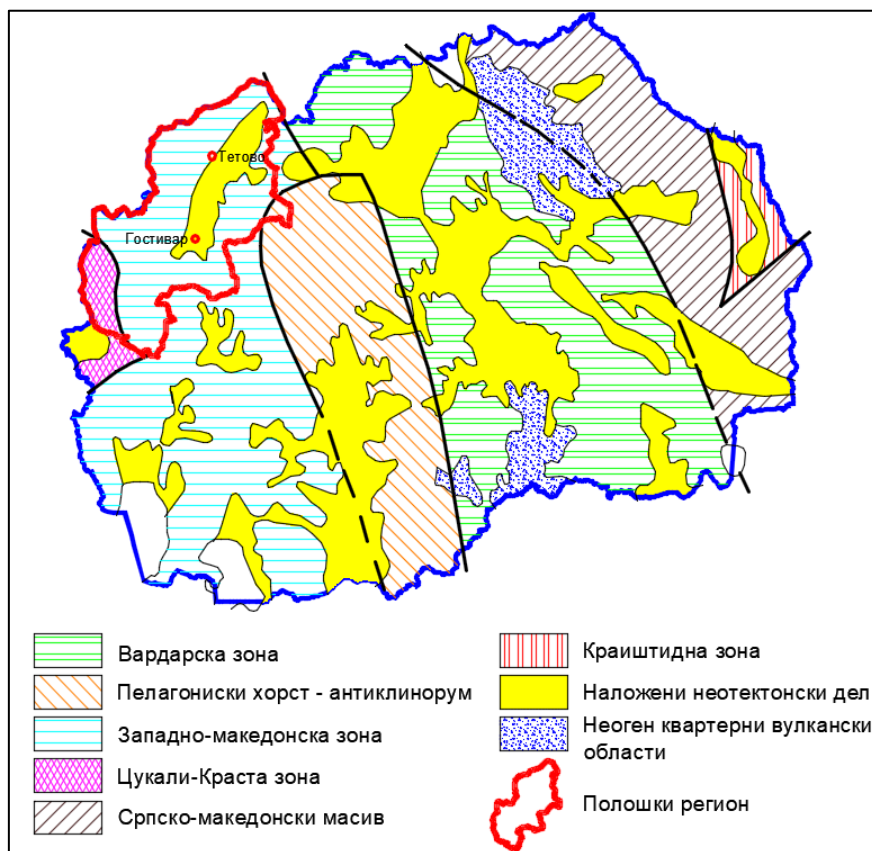 Тетово
Гостивар
Вардарска зона
Пелагониски хорст - антиклинорум
Западно-македонска зона
Цукали-Краста зона
Српско-македонски масив
Краиштидна зона
Наложени неотектонски дел
Неоген квартерни вулкански
области
Полошки регион